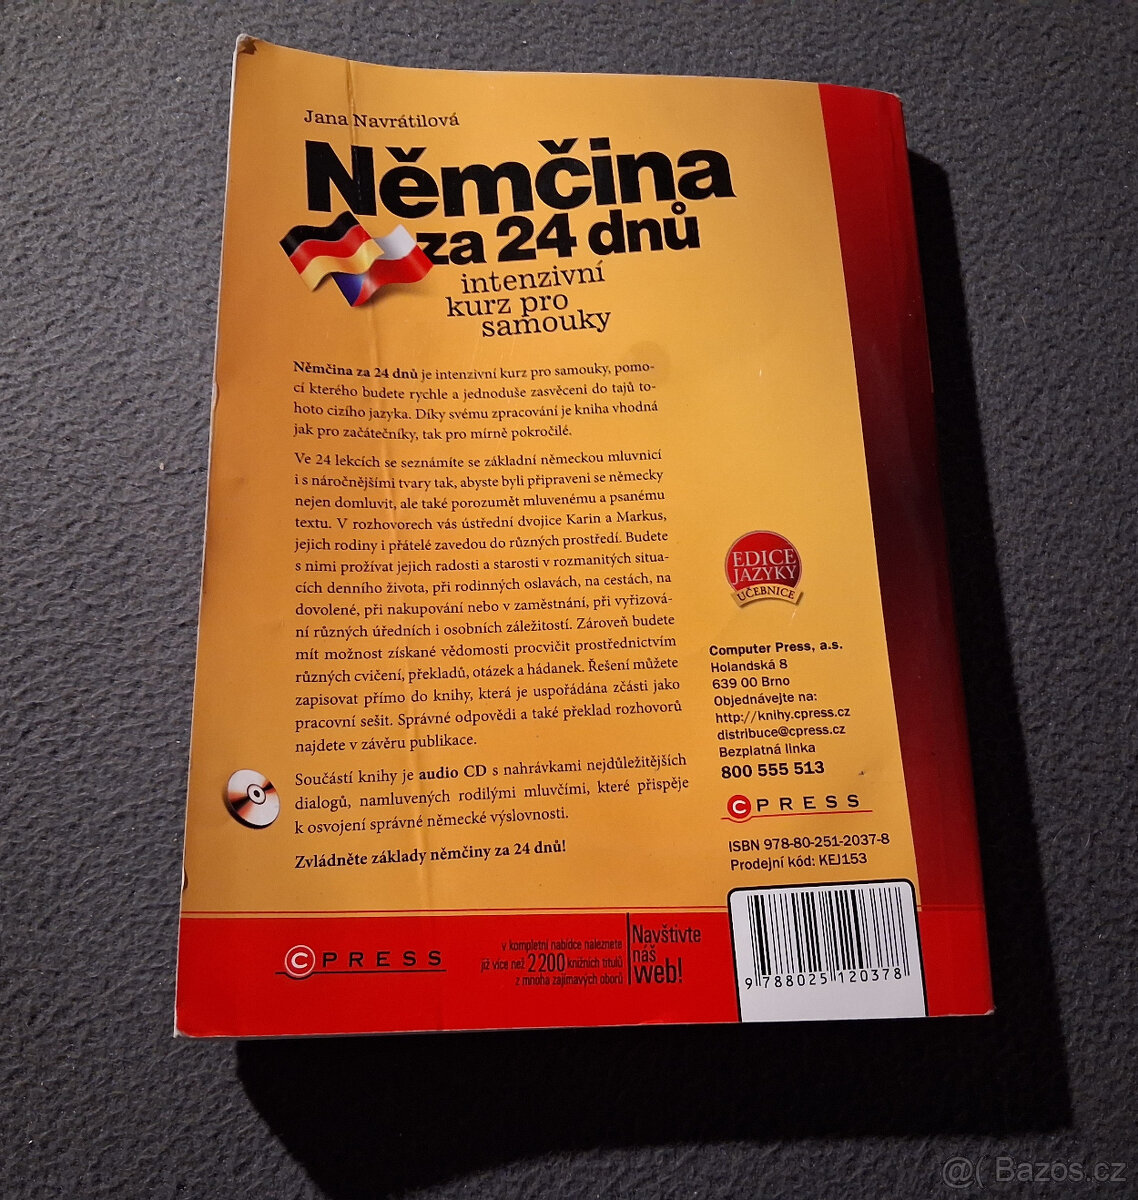 Jana Navrátilová
Němčina
za 24 dnů
intenzivní
kurz pro
samouky
Němčina za 24 dnů je intenzivní kurz pro samouky, pomo-
cí kterého budete rychle a jednoduše zasvěceni do tajů to-
hoto cizího jazyka. Díky svému zpracování je kniha vhodná
jak pro začátečníky, tak pro mírně pokročilé.
Ve 24 lekcích se seznámíte se základní německou mluvnicí
i s náročnějšími tvary tak, abyste byli připraveni se německy
nejen domluvit, ale také porozumět mluvenému a psanému
textu. V rozhovorech vás ústřední dvojice Karin a Markus,
jejich rodiny i přátelé zavedou do různých prostředí. Budete
s nimi prožívat jejich radosti a starosti v rozmanitých situa-
cích denního života, při rodinných oslavách, na cestách, na
dovolené, při nakupování nebo v zaměstnání, při vyřizová-
ní různých úředních i osobních záležitostí. Zároveň budete
mít možnost získané vědomosti procvičit prostřednictvím
různých cvičení, překladů, otázek a hádanek. Řešení můžete
zapisovat přímo do knihy, která je uspořádána zčásti jako
pracovní sešit. Správné odpovědi a také překlad rozhovorů
najdete v závěru publikace.
Součástí knihy je audio CD s nahrávkami nejdůležitějších
dialogů, namluvených rodilými mluvčími, které přispěje
k osvojení správné německé výslovnosti.
Zvládněte základy němčiny za 24 dnů!
EDICE
JAZYKY
UČEBNICE
Computer Press, a.s.
Holandská 8
639 00 Brno
Objednávejte na:
http://knihy.cpress.cz
distribuce@cpress.cz
Bezplatná linka
800 555 513
CPRESS
ISBN 978-80-251-2037-8
Prodejní kód: KEJ153
CPRESS
v kompletní nabídce naleznete
již více než 2200 knižních titulů
z mnoha zajímavých oborů
Navštivte
náš
web!
9 788025 120378
@( Bazos.cz